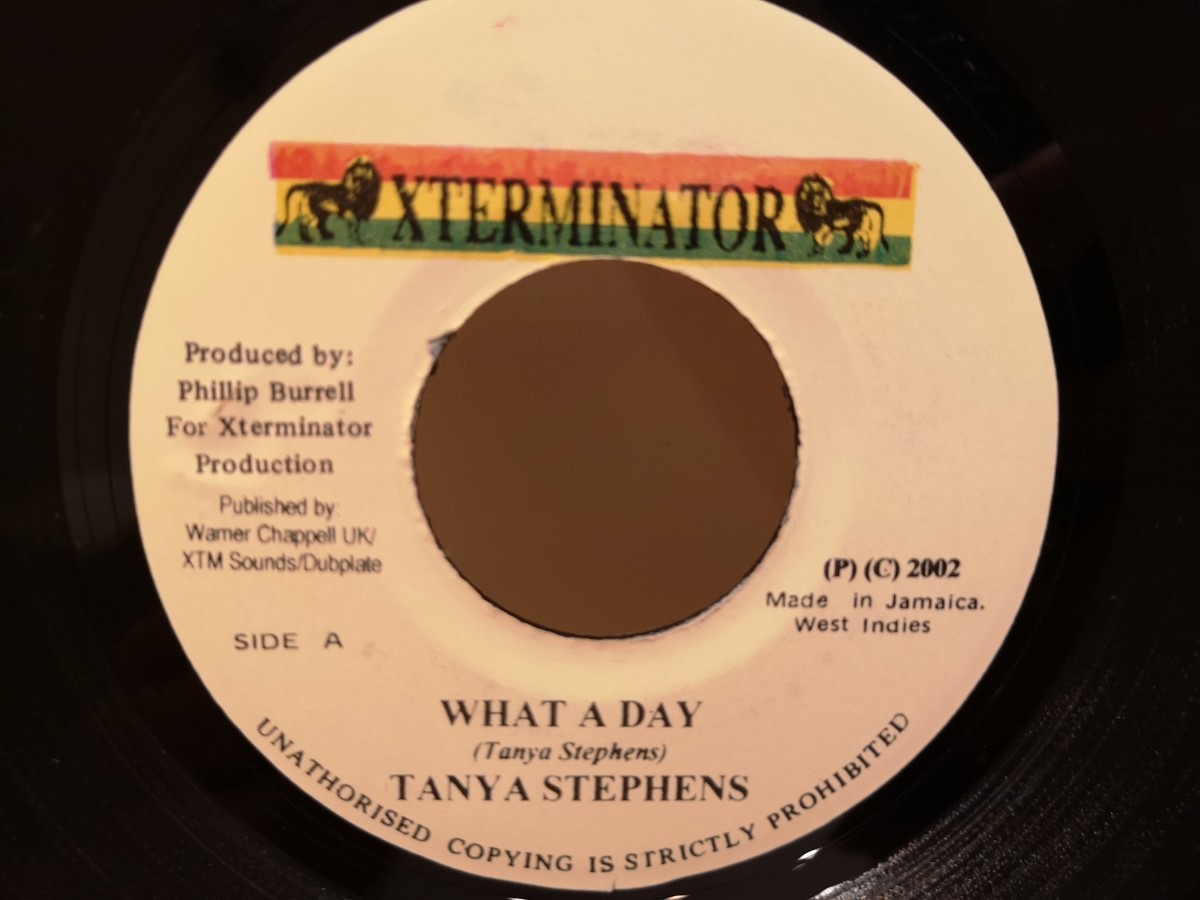 XTERMINATOR
Produced by:
Phillip Burrell
For Xterminator
Production
Published by:
Warner Chappell UK/
XTM Sounds/Dubplate
SIDE A
(P) (C) 2002
Made in Jamaica.
West Indies
WHAT A DAY
(Tanya Stephens)
TANYA STEPHENS
UNATHORISED COPYING IS STRICTLY PROHIBITED